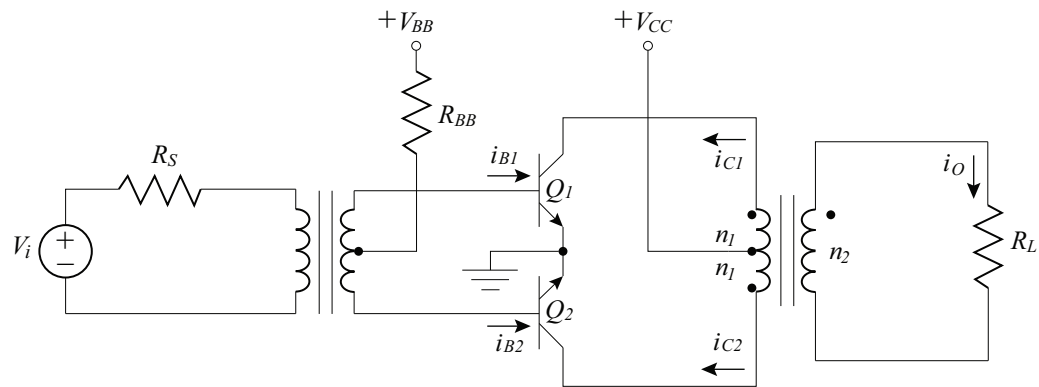 +V_BB
+V_CC
R_BB
R_S
i_B1
Q_1
i_C1
i_O
V_i
+
−
n_1
n_1
n_2
R_L
Q_2
i_B2
i_C2